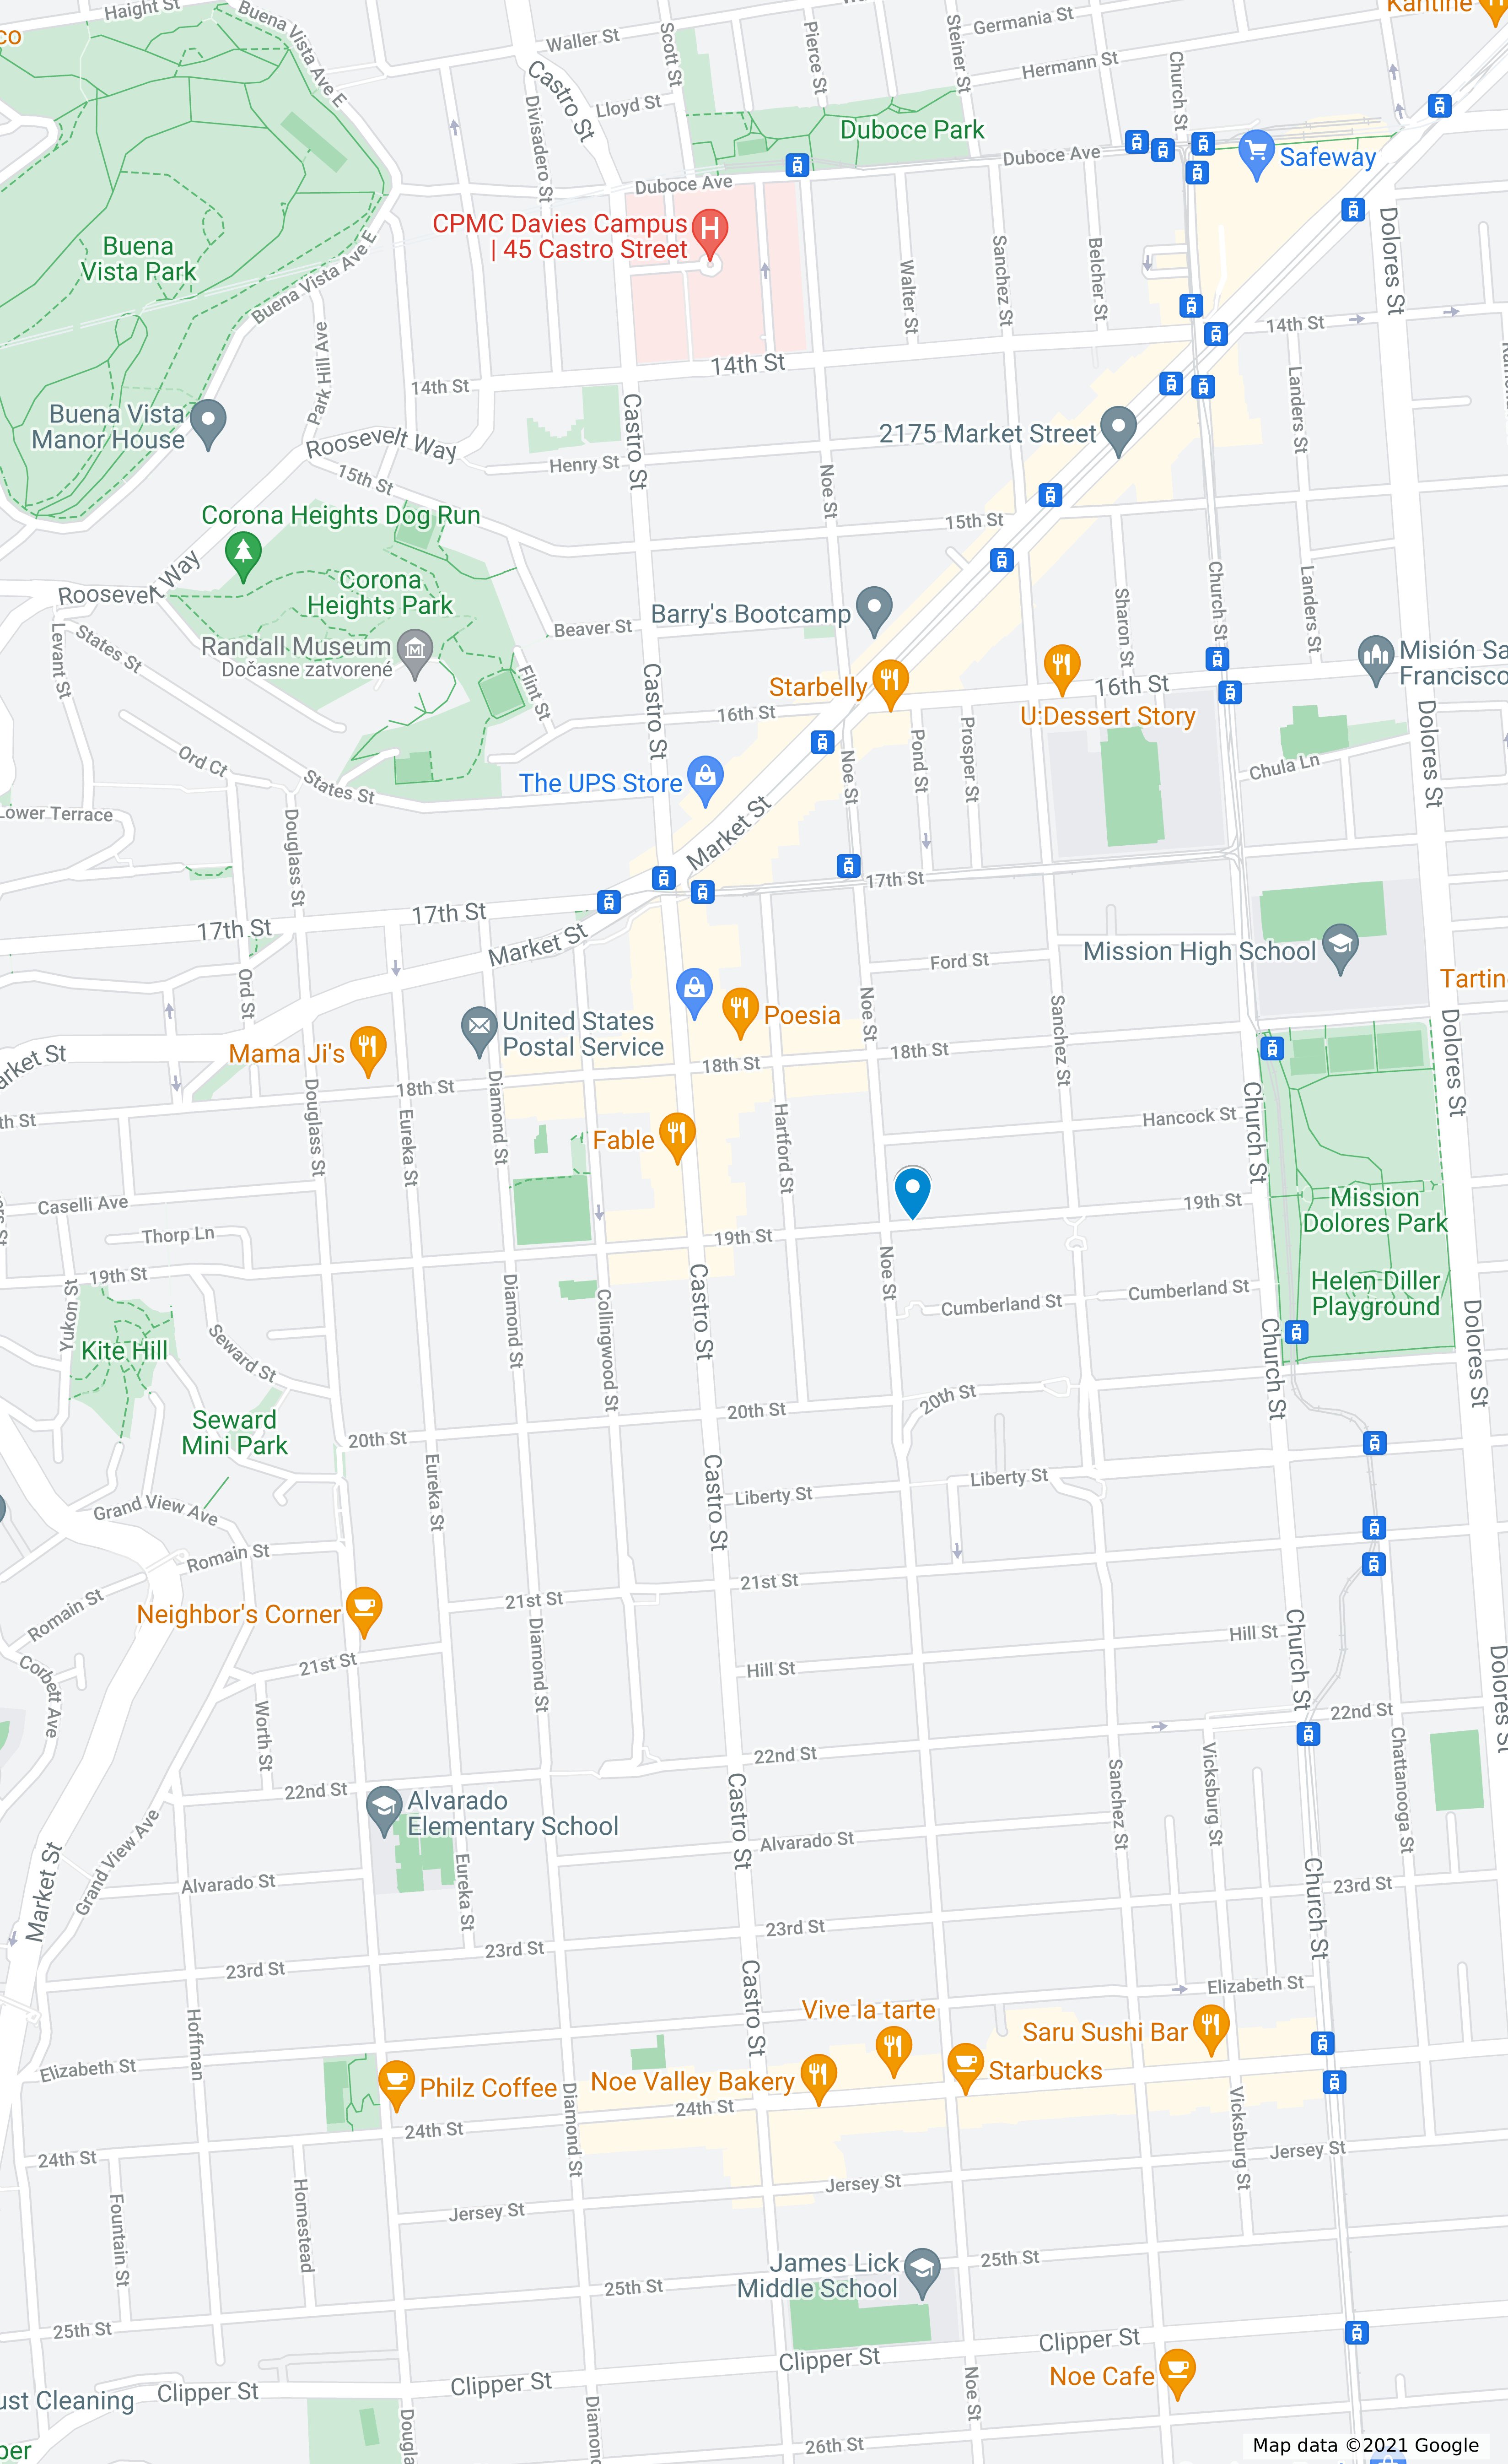 Haight St
Buena Vista Ave E
Waller St
Castro St
Scott St
Pierce St
Steiner St
Germania St
Kantine
Hermann St
Church St
Lloyd St
Divisadero St
Duboce Park
Duboce Ave
Safeway
Duboce Ave
CPMC Davies Campus
| 45 Castro Street
Buena
Vista Park
Buena Vista Ave E
Dolores St
Walter St
Sanchez St
Belcher St
14th St
Park Hill Ave
14th St
14th St
Landers St
Castro St
Buena Vista
Manor House
Roosevelt Way
2175 Market Street
Henry St
15th St
Noe St
Corona Heights Dog Run
15th St
Roosevelt Way
Corona
Heights Park
Church St
Landers St
Sharon St
Barry's Bootcamp
Beaver St
Levant St
States St
Randall Museum
Dočasne zatvorené
Flint St
Castro St
Misión Sa
Francisco
Starbelly
16th St
16th St
U:Dessert Story
Dolores St
Pond St
Prosper St
Noe St
Ord Ct
States St
The UPS Store
Chula Ln
Lower Terrace
Market St
Douglass St
17th St
17th St
17th St
Market St
Ford St
Mission High School
Tartin
Ord St
Noe St
Sanchez St
United States
Postal Service
Poesia
Dolores St
Mama Ji's
18th St
18th St
18th St
Diamond St
Douglass St
Eureka St
Hartford St
Hancock St
Church St
Fable
Caselli Ave
Thorp Ln
19th St
19th St
19th St
Mission
Dolores Park
Noe St
Yukon St
Diamond St
Collingwood St
Castro St
Cumberland St
Cumberland St
Helen Diller
Playground
Dolores St
Church St
Kite Hill
Seward St
Seward
Mini Park
20th St
20th St
20th St
Eureka St
Castro St
Liberty St
Liberty St
Grand View Ave
Romain St
Romain St
21st St
21st St
Neighbor's Corner
Diamond St
21st St
Hill St
Hill St
Church St
Corbett Ave
Worth St
22nd St
22nd St
22nd St
Dolores St
Alvarado
Elementary School
Castro St
Sanchez St
Vicksburg St
Chattanooga St
Alvarado St
Alvarado St
Grand View Ave
Market St
Eureka St
23rd St
23rd St
23rd St
23rd St
Church St
Castro St
Elizabeth St
Hoffman
Vive la tarte
Saru Sushi Bar
Elizabeth St
Philz Coffee
Noe Valley Bakery
Starbucks
24th St
24th St
24th St
Diamond St
Vicksburg St
Jersey St
Jersey St
Jersey St
Fountain St
Homestead
James Lick
Middle School
25th St
25th St
25th St
Clipper St
Clipper St
Clipper St
Clipper St
Noe Cafe
ust Cleaning
Noe St
26th St
Map data ©2021 Google